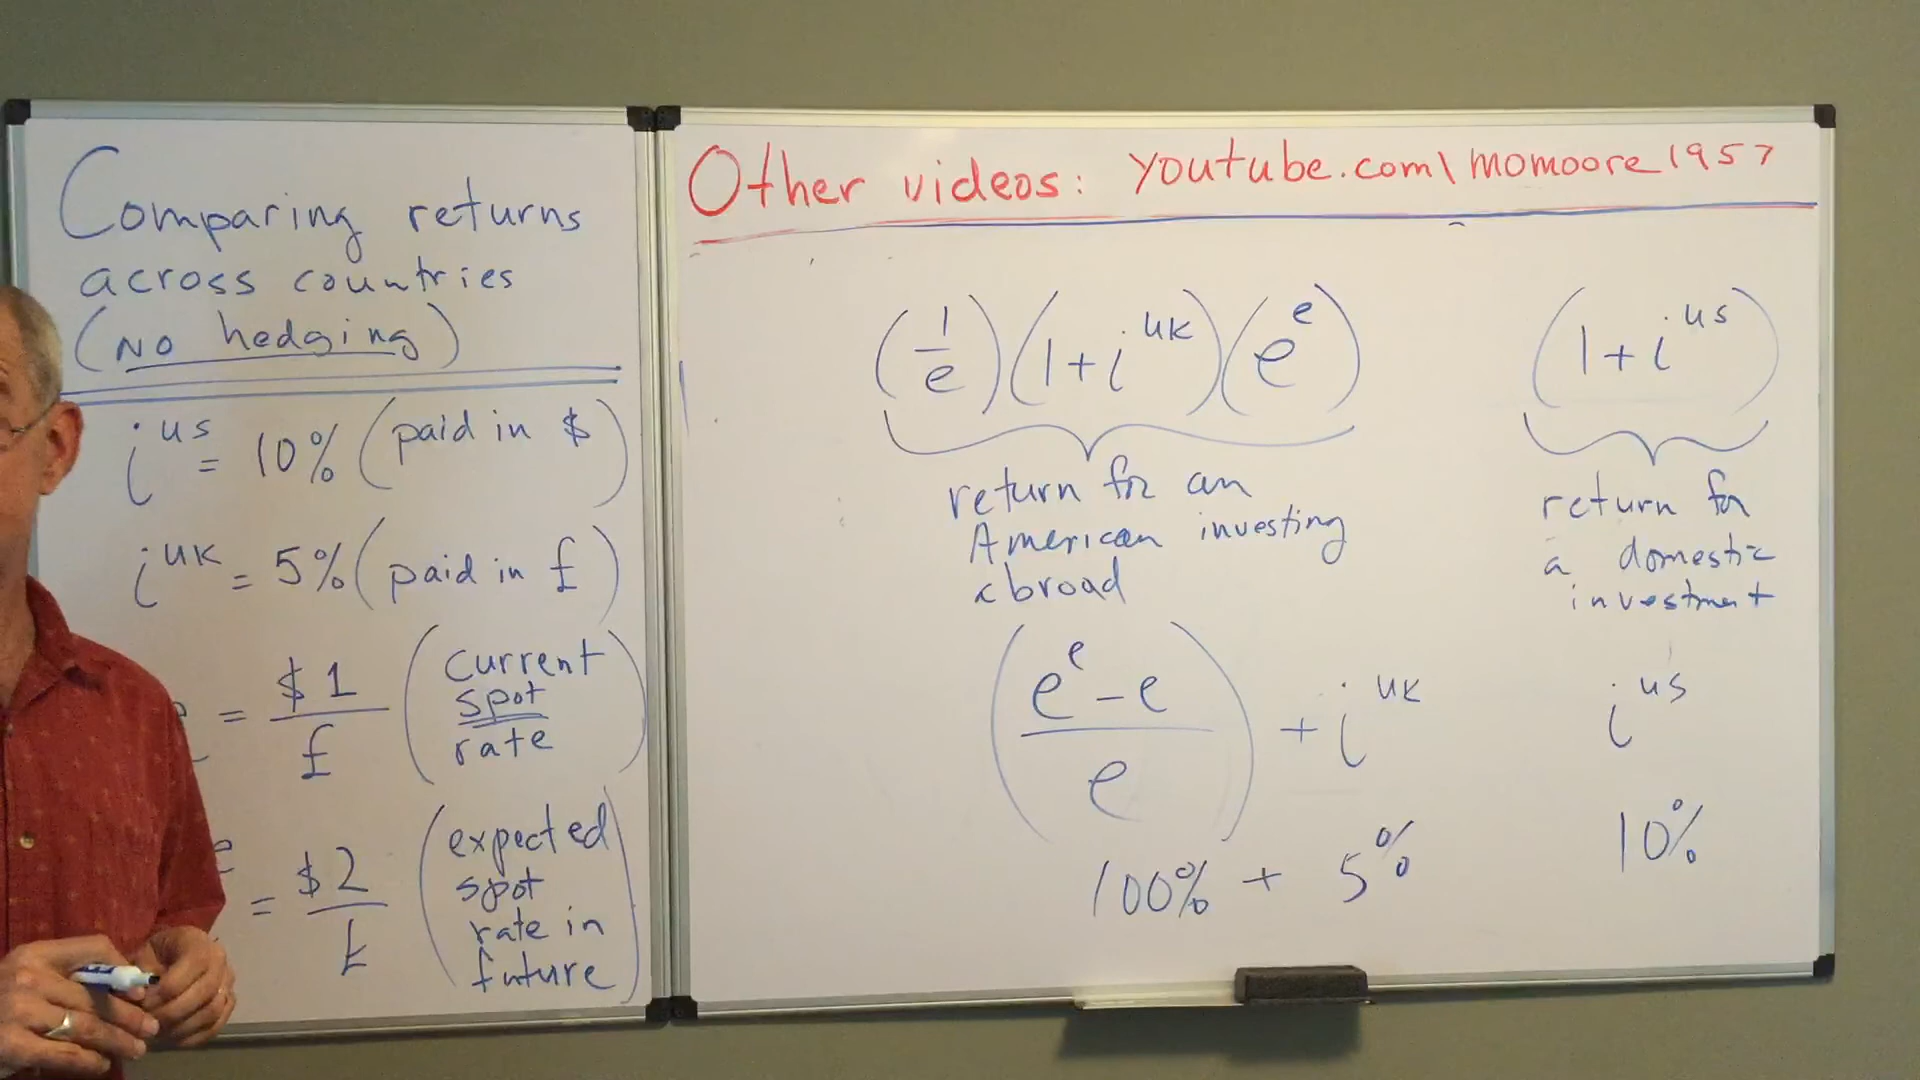 Comparing returns
across countries
(NO hedging)
i^us = 10% (paid in $)
i^uk = 5% (paid in £)
= $1/£ (current
spot
rate)
e = $2/£ (expected
spot
rate in
future)
Other videos: youtube.com\momoore1957
(1/e)(1+i^uk)(e^e) (1+i^us)
return for an
American investing
abroad
return for
a domestic
investment
(e^e - e / e) + i^uk i^us
100% + 5% 10%